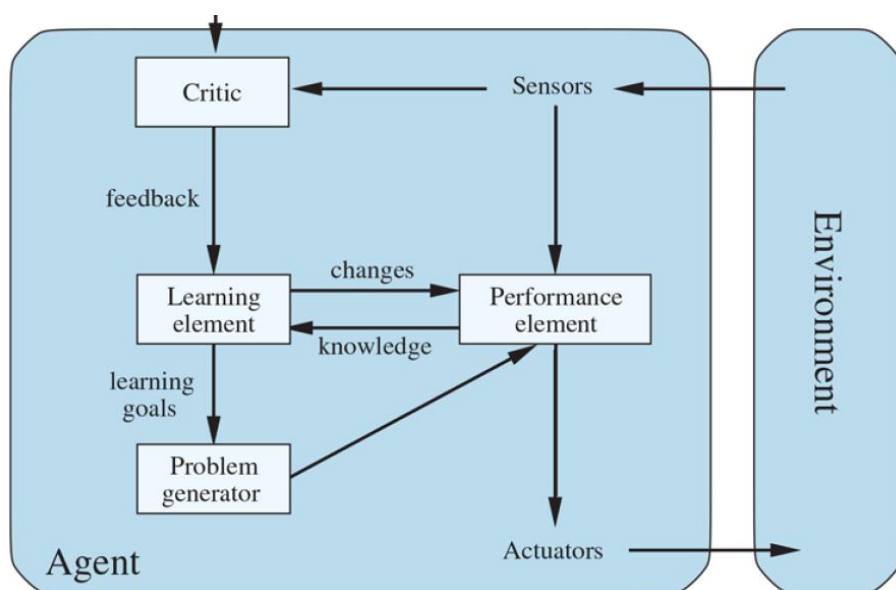 Critic
Sensors
feedback
changes
Learning
element
Performance
element
knowledge
learning
goals
Problem
generator
Agent
Actuators
Environment